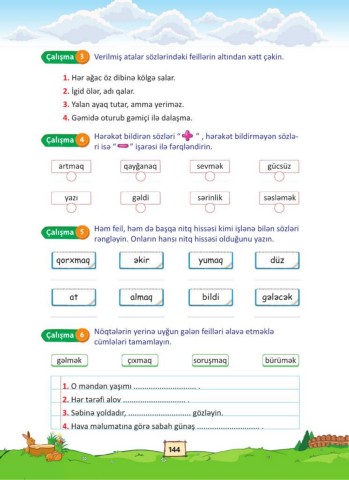 Çalışma 3 Verilmiş atalar sözlərindəki feillərin altından xətt çəkin.
1. Hər ağac öz dibinə kölgə salar.
2. İgid ölər, adı qalar.
3. Yalan ayaq tutar, amma yeriməz.
4. Gəmidə oturub gəmiçi ilə dalaşma.
Çalışma 4 Hərəkət bildirən sözləri "+" , hərəkət bildirməyən sözlə-
ri isə "–" işarəsi ilə fərqləndirin.
artmaq qayğanaq sevmək gücsüz
yazı gəldi sərinlik səsləmək
Çalışma 5 Həm feil, həm də başqa nitq hissəsi kimi işlənə bilən sözləri
rəngləyin. Onların hansı nitq hissəsi olduğunu yazın.
qorxmaq əkir yumaq düz
at almaq bildi gələcək
Çalışma 6 Nöqtələrin yerinə uyğun gələn feilləri əlavə etməklə
cümlələri tamamlayın.
gəlmək çıxmaq soruşmaq bürümək
1. O məndən yaşımı ........................... .
2. Hər tərəfi alov ........................... .
3. Səbinə yoldadır, ........................... gözləyin.
4. Hava məlumatına görə sabah günəş ........................... .
144